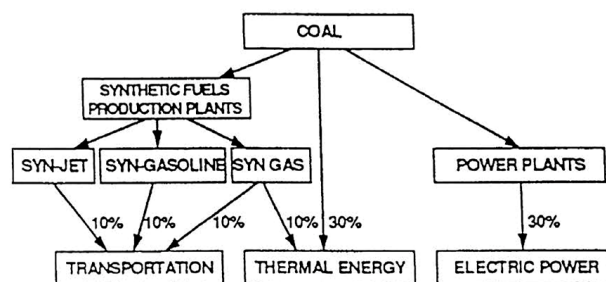 COAL
SYNTHETIC FUELS
PRODUCTION PLANTS
SYN-JET
SYN-GASOLINE
SYN GAS
POWER PLANTS
10%
10%
10%
10%
30%
30%
TRANSPORTATION
THERMAL ENERGY
ELECTRIC POWER